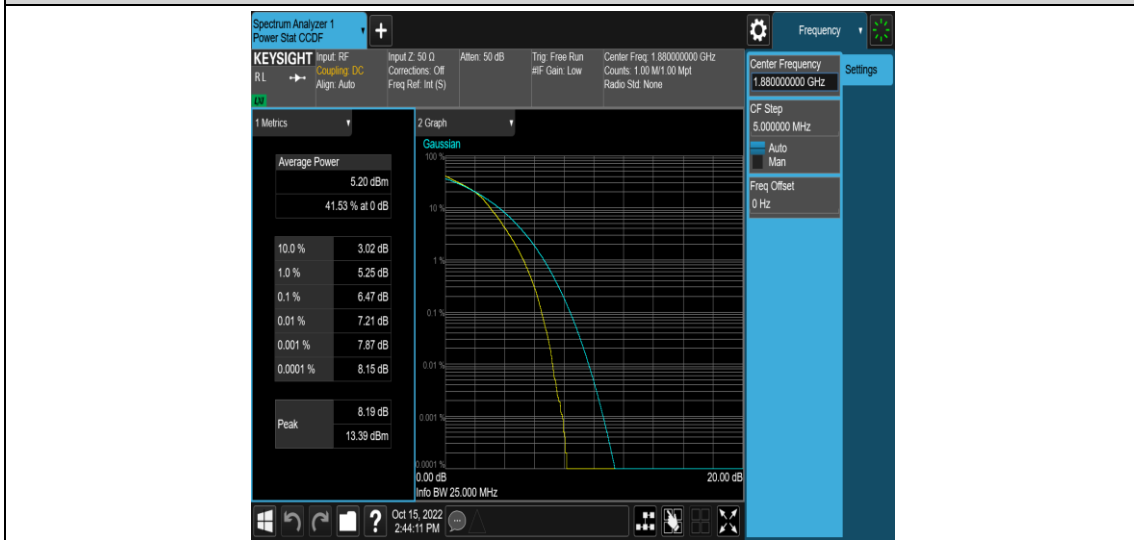 Spectrum Analyzer 1
Power Stat CCDF
+
Frequency
KEYSIGHT
RL
LXI
Input: RF
Coupling: DC
Align: Auto
Input Z: 50 Ω
Corrections: Off
Freq Ref: Int (S)
Atten: 50 dB
Trig: Free Run
#IF Gain: Low
Center Freq: 1.880000000 GHz
Counts: 1.00 M/1.00 Mpt
Radio Std: None
Center Frequency
1.880000000 GHz
Settings
CF Step
5.000000 MHz
Auto
Man
Freq Offset
0 Hz
1 Metrics
Average Power
5.20 dBm
41.53 % at 0 dB
10.0 % 3.02 dB
1.0 % 5.25 dB
0.1 % 6.47 dB
0.01 % 7.21 dB
0.001 % 7.87 dB
0.0001 % 8.15 dB
Peak
8.19 dB
13.39 dBm
2 Graph
Gaussian
100 %
10 %
1 %
0.1 %
0.01 %
0.001 %
0.0001 %
0.00 dB 20.00 dB
Info BW 25.000 MHz
?
Oct 15, 2022
2:44:11 PM